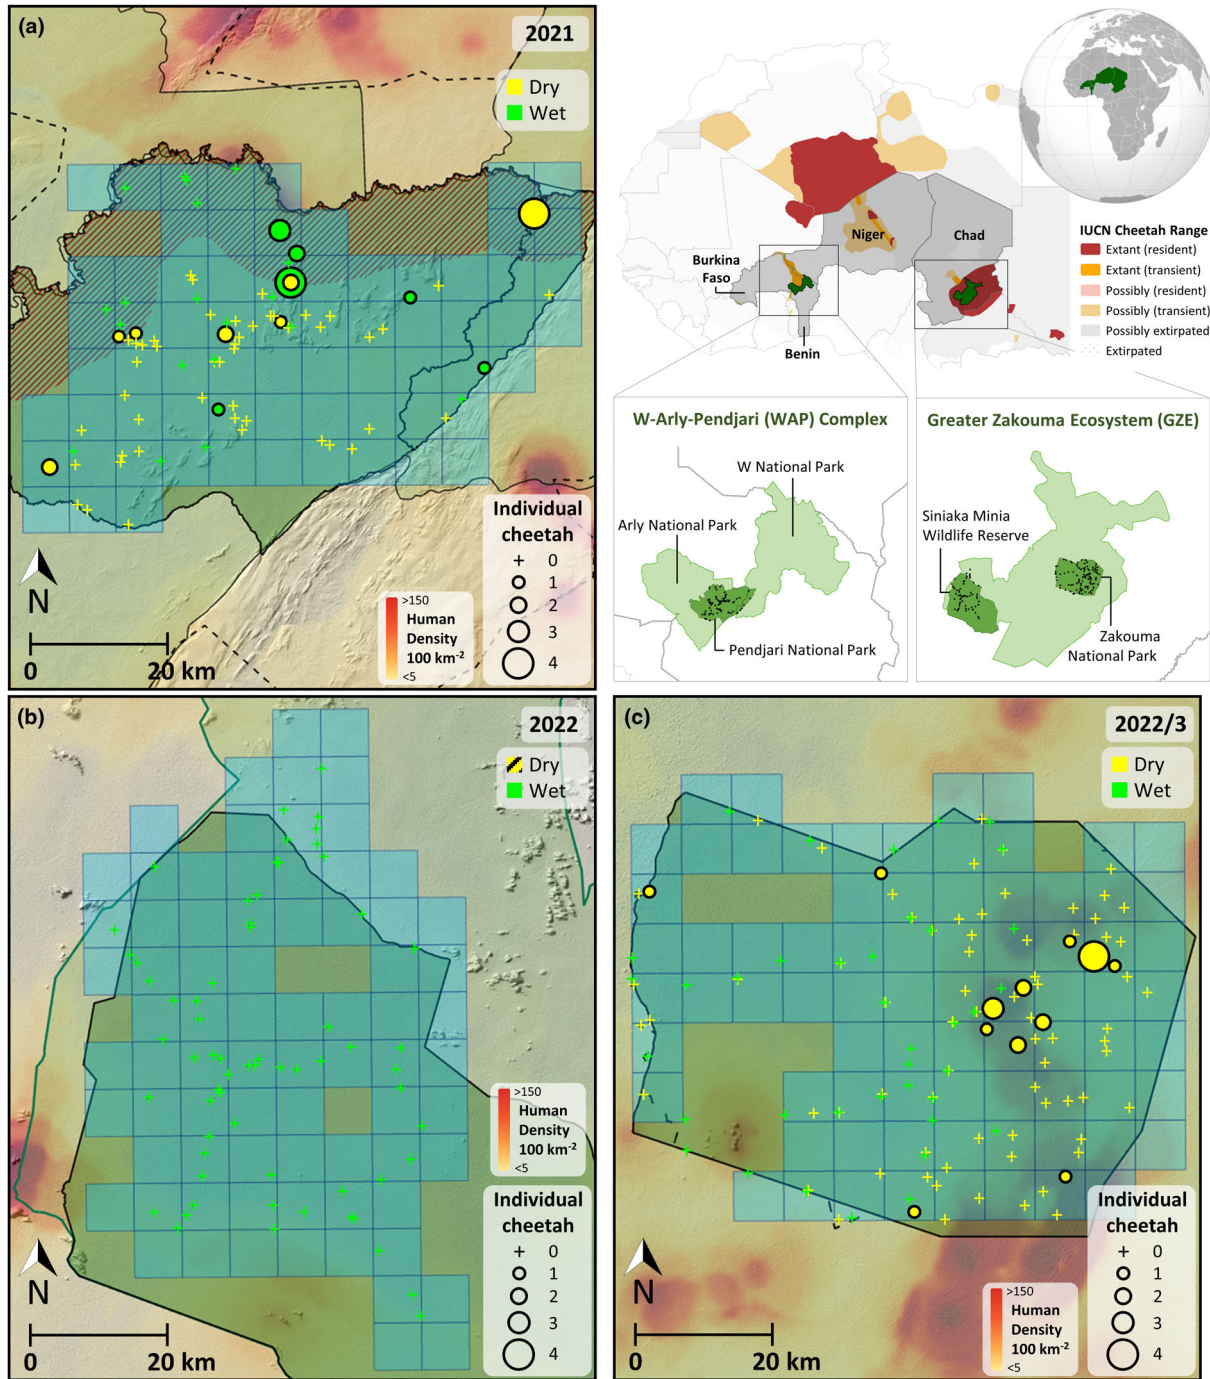 (a)
2021
Dry
Wet
Individual
cheetah
0
1
2
3
4
>150
Human
Density
100 km-2
<5
N
0
20 km
Niger
Chad
Burkina
Faso
Benin
IUCN Cheetah Range
Extant (resident)
Extant (transient)
Possibly (resident)
Possibly (transient)
Possibly extirpated
Extirpated
W-Arly-Pendjari (WAP) Complex
W National Park
Arly National Park
Pendjari National Park
Greater Zakouma Ecosystem (GZE)
Siniaka Minia
Wildlife Reserve
Zakouma
National Park
(b)
2022
Dry
Wet
>150
Human
Density
100 km-2
<5
Individual
cheetah
0
1
2
3
4
N
0
20 km
(c)
2022/3
Dry
Wet
Individual
cheetah
0
1
2
3
4
>150
Human
Density
100 km-2
<5
N
0
20 km